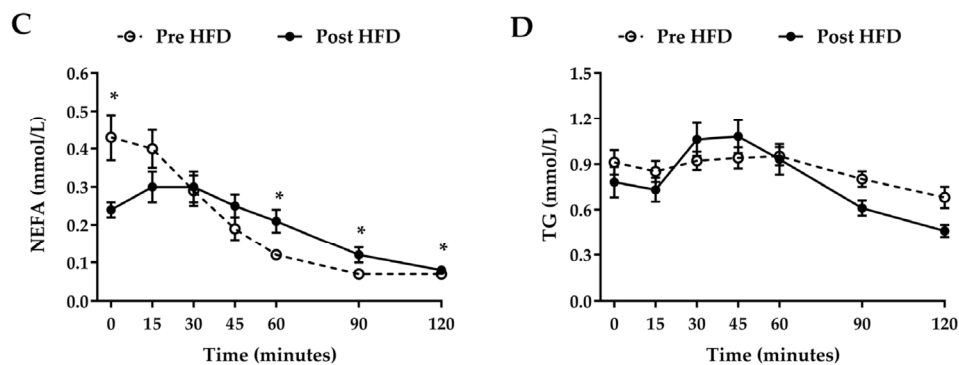 C
Pre HFD Post HFD
0.6
0.5
0.4
0.3
0.2
0.1
0.0
NEFA (mmol/L)
* * * *
0 15 30 45 60 90 120
Time (minutes)
D
Pre HFD Post HFD
1.5
1.2
0.9
0.6
0.3
0.0
TG (mmol/L)
0 15 30 45 60 90 120
Time (minutes)